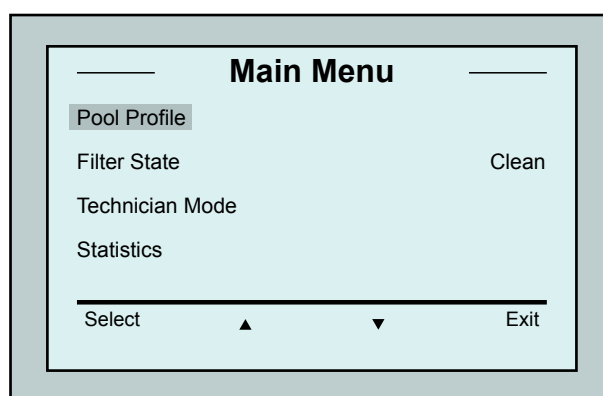 Main Menu
Pool Profile
Filter State Clean
Technician Mode
Statistics
Select ▲ ▼ Exit